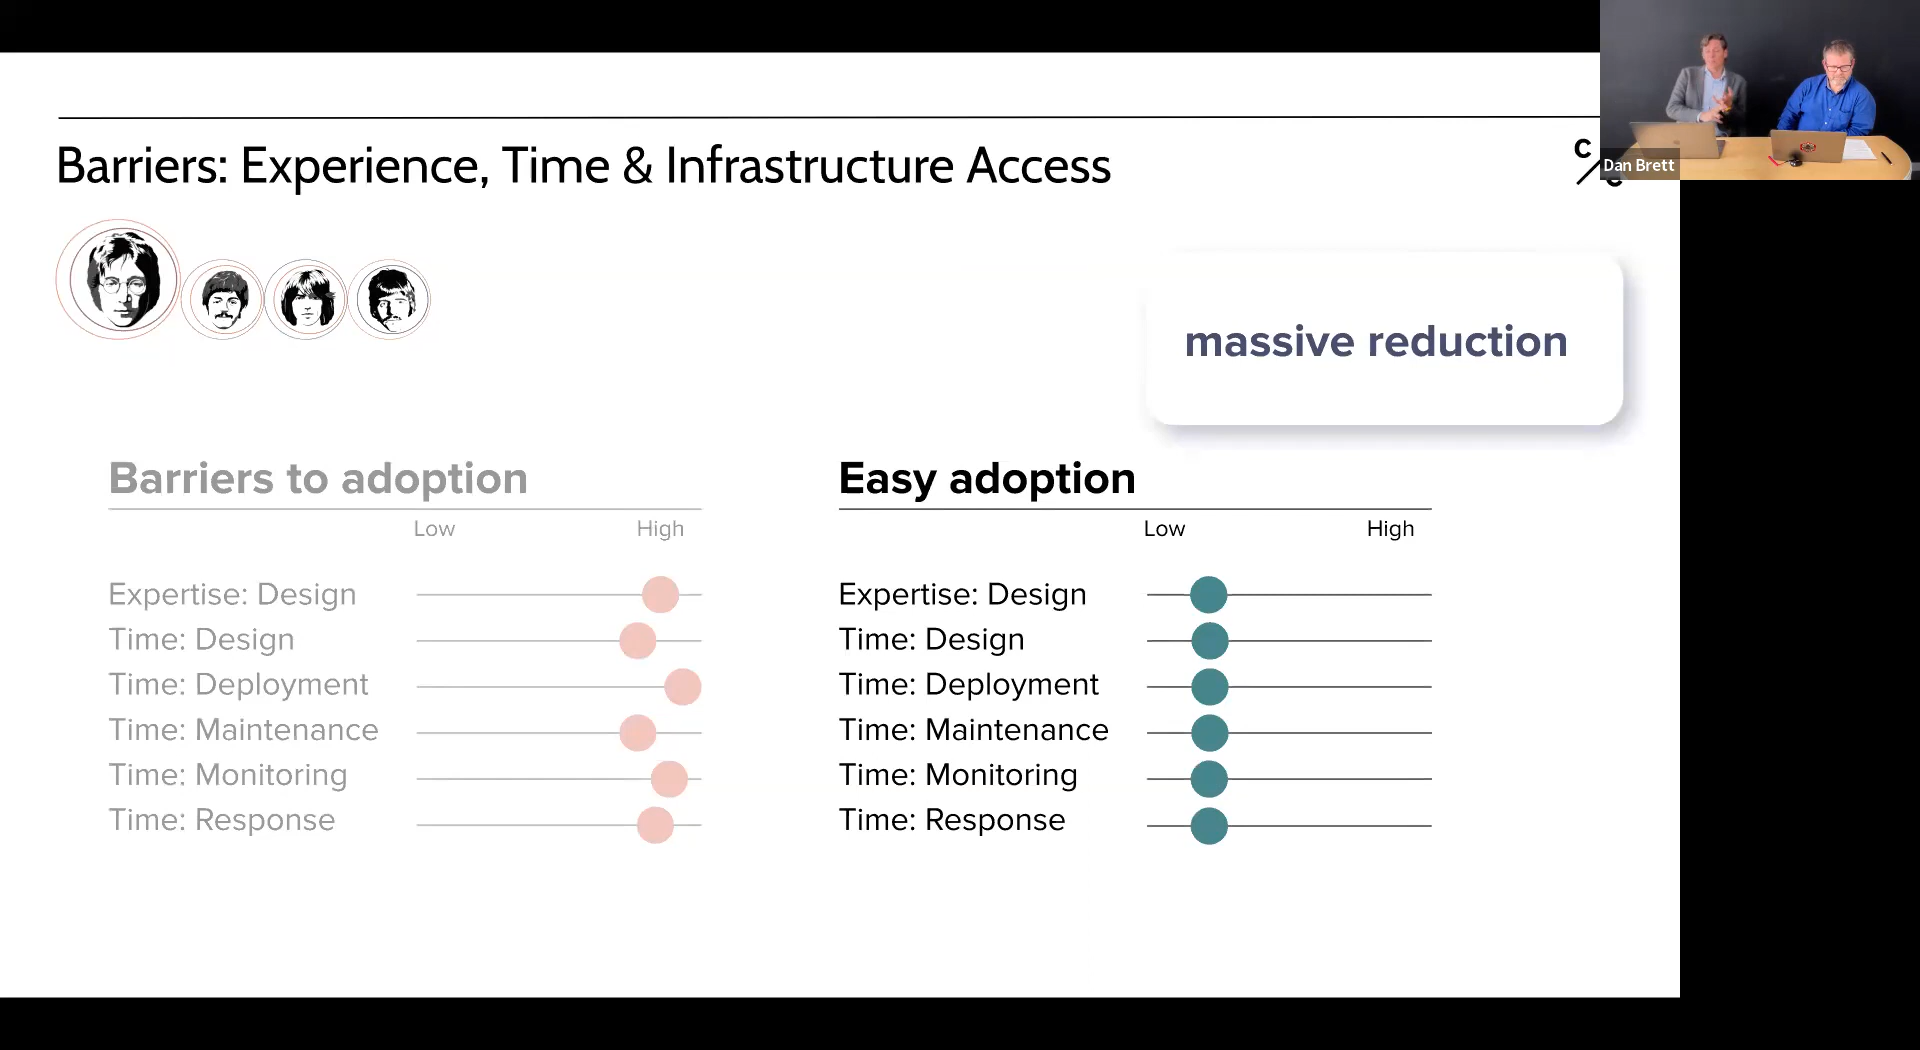 Barriers: Experience, Time & Infrastructure Access
C
Dan Brett
massive reduction
Barriers to adoption
Low High
Expertise: Design
Time: Design
Time: Deployment
Time: Maintenance
Time: Monitoring
Time: Response
Easy adoption
Low High
Expertise: Design
Time: Design
Time: Deployment
Time: Maintenance
Time: Monitoring
Time: Response